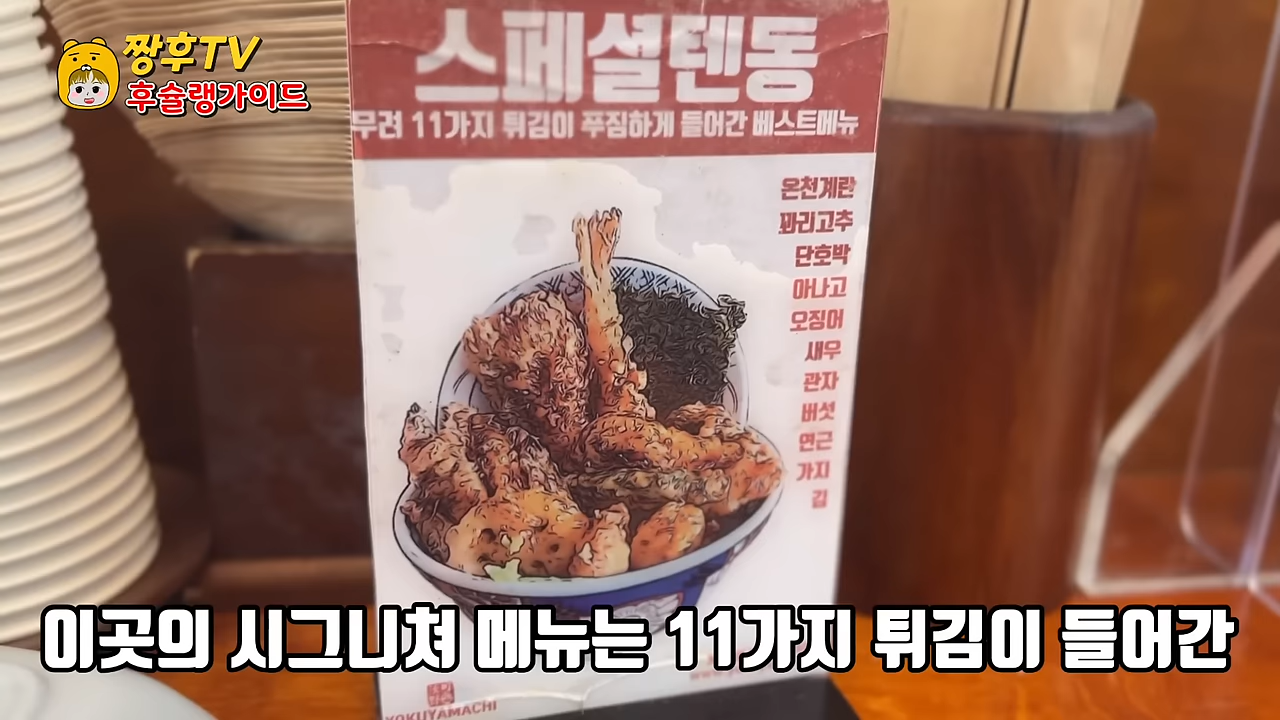 짱후TV
후슐랭가이드
스페셜텐동
무려 11가지 튀김이 푸짐하게 들어간 베스트메뉴
온천계란
꽈리고추
단호박
아나고
오징어
새우
관자
버섯
연근
가지
김
이곳의 시그니쳐 메뉴는 11가지 튀김이 들어간
YOKUYAMACHI